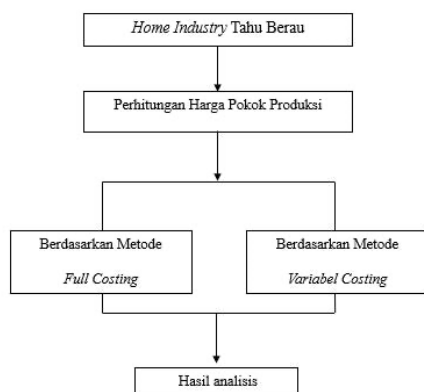 Home Industry Tahu Berau
Perhitungan Harga Pokok Produksi
Berdasarkan Metode
Full Costing
Berdasarkan Metode
Variabel Costing
Hasil analisis